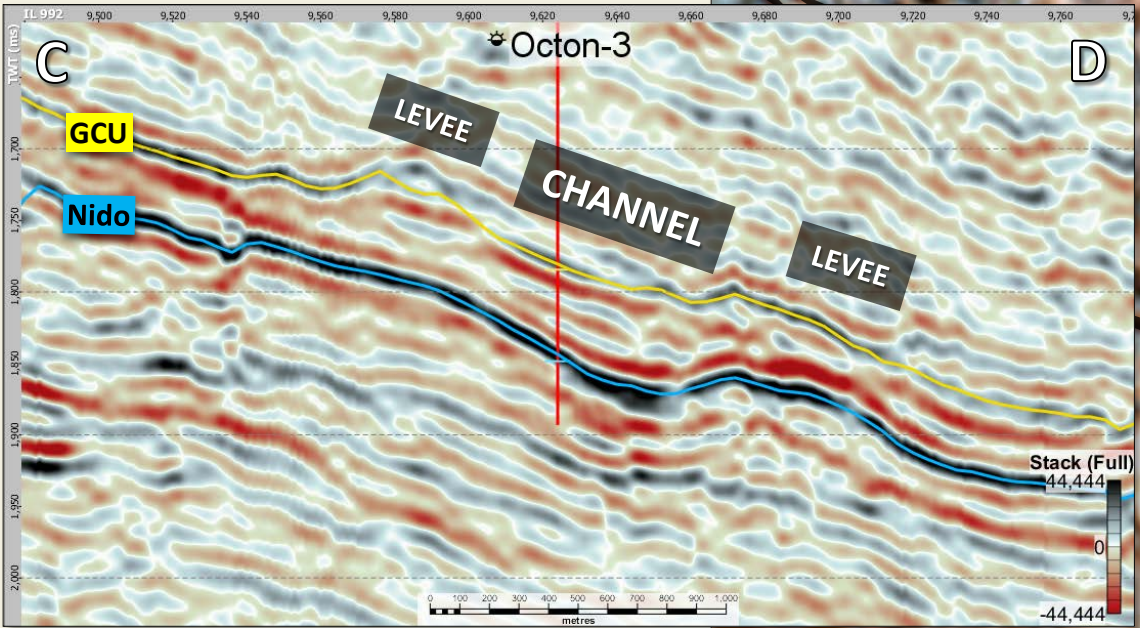 IL 992 9,500 9,520 9,540 9,560 9,580 9,600 9,620 9,640 9,660 9,680 9,700 9,720 9,740 9,760
TWT (ms)
C
Octon-3
D
LEVEE
GCU
CHANNEL
Nido
LEVEE
1,700
1,750
1,800
1,850
1,900
1,950
2,000
Stack (Full)
44,444
0
-44,444
0 100 200 300 400 500 600 700 800 900 1,000
metres